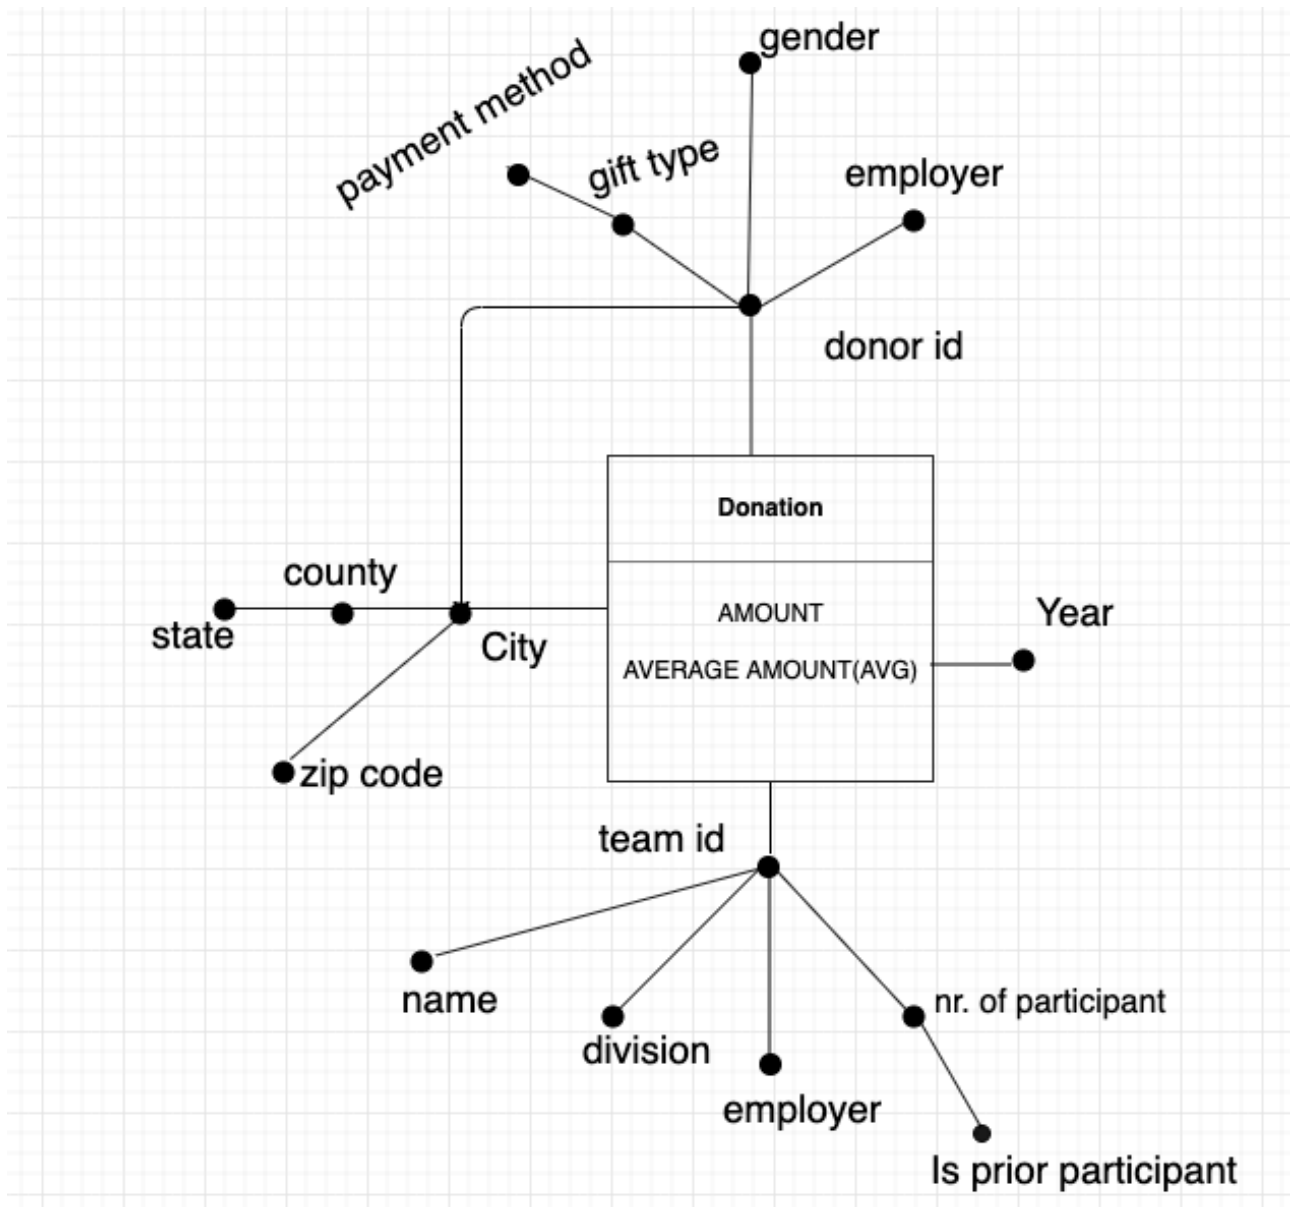 gender
payment method
gift type
employer
donor id
Donation
county
AMOUNT
Year
state
City
AVERAGE AMOUNT(AVG)
zip code
team id
name
nr. of participant
division
employer
Is prior participant